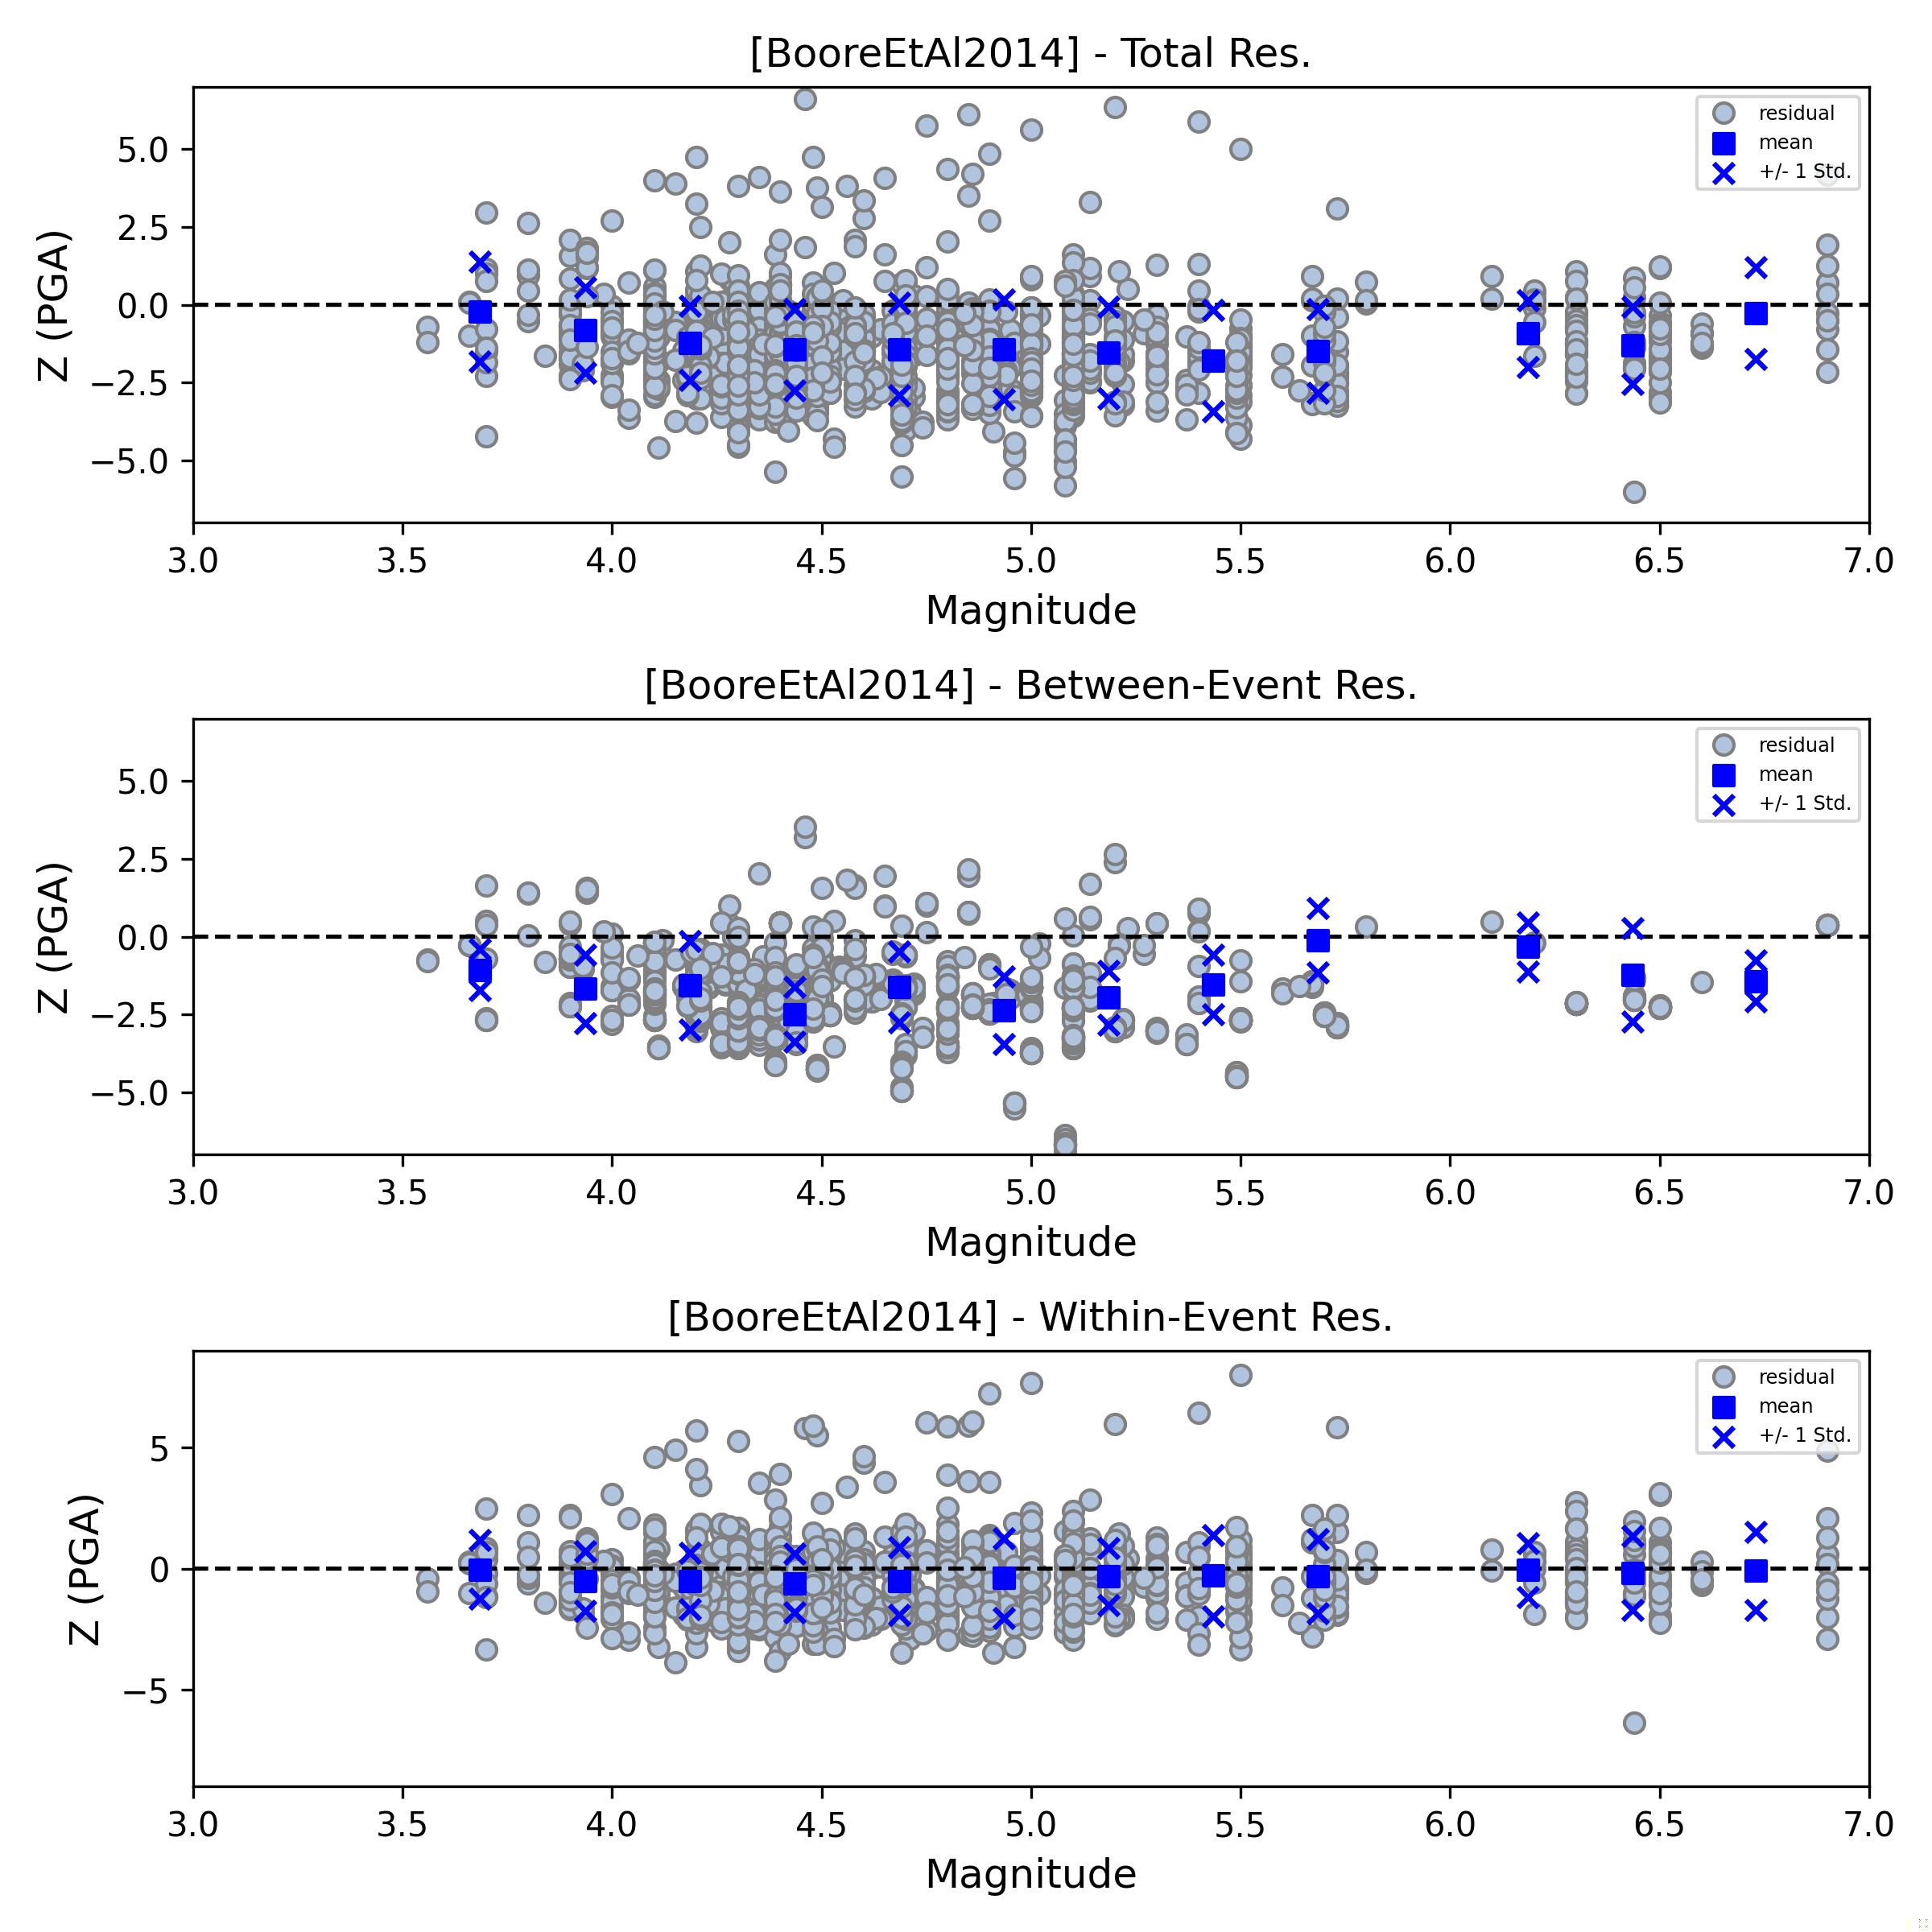 [BooreEtAl2014] - Total Res.
residual
mean
+/- 1 Std.
Z (PGA)
5.0
2.5
0.0
−2.5
−5.0
3.0 3.5 4.0 4.5 5.0 5.5 6.0 6.5 7.0
Magnitude
[BooreEtAl2014] - Between-Event Res.
residual
mean
+/- 1 Std.
Z (PGA)
5.0
2.5
0.0
−2.5
−5.0
3.0 3.5 4.0 4.5 5.0 5.5 6.0 6.5 7.0
Magnitude
[BooreEtAl2014] - Within-Event Res.
residual
mean
+/- 1 Std.
Z (PGA)
5
0
−5
3.0 3.5 4.0 4.5 5.0 5.5 6.0 6.5 7.0
Magnitude